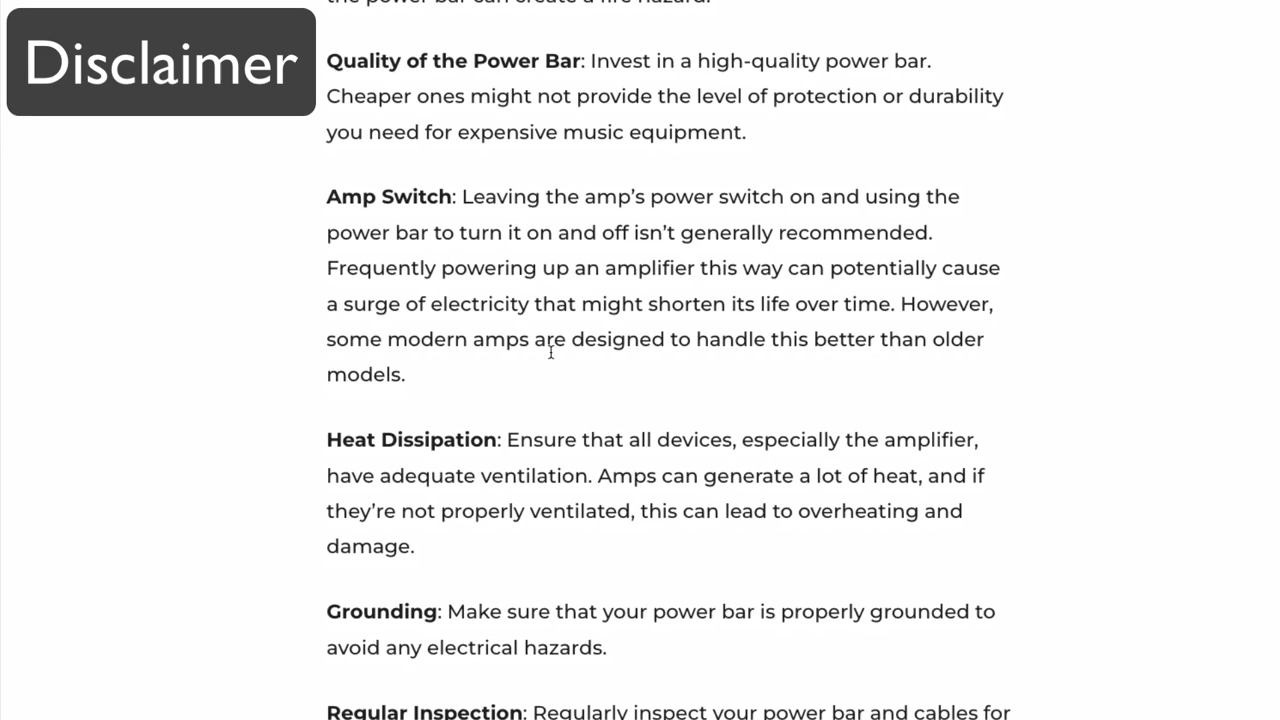 the power bar can create a fire hazard.
Disclaimer
Quality of the Power Bar: Invest in a high-quality power bar.
Cheaper ones might not provide the level of protection or durability
you need for expensive music equipment.
Amp Switch: Leaving the amp’s power switch on and using the
power bar to turn it on and off isn’t generally recommended.
Frequently powering up an amplifier this way can potentially cause
a surge of electricity that might shorten its life over time. However,
some modern amps are designed to handle this better than older
models.
Heat Dissipation: Ensure that all devices, especially the amplifier,
have adequate ventilation. Amps can generate a lot of heat, and if
they’re not properly ventilated, this can lead to overheating and
damage.
Grounding: Make sure that your power bar is properly grounded to
avoid any electrical hazards.
Regular Inspection: Regularly inspect your power bar and cables for